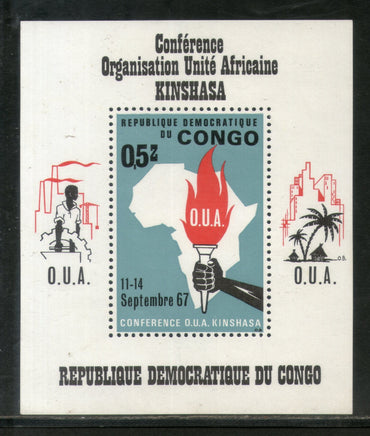 Conférence
Organisation Unité Africaine
KINSHASA
REPUBLIQUE DEMOCRATIQUE
DU CONGO
0,5Z
O.U.A.
O.U.A.
O.U.A.
11-14
Septembre 67
CONFERENCE O.U.A. KINSHASA
REPUBLIQUE DEMOCRATIQUE DU CONGO